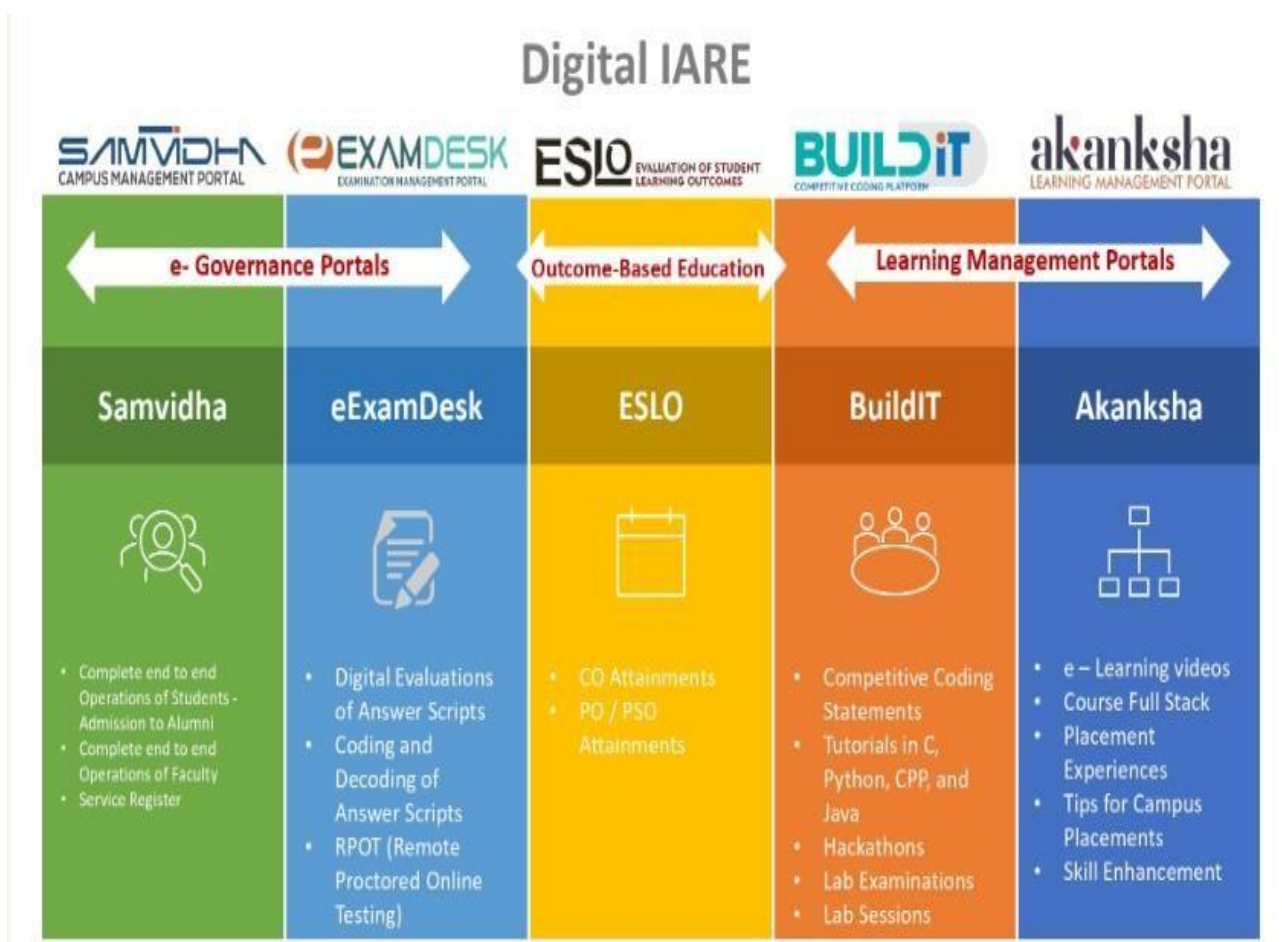 Digital IARE
SAMVIDHA
CAMPUS MANAGEMENT PORTAL
eEXAMDESK
EXAMINATION MANAGEMENT PORTAL
ESLO
EVALUATION OF STUDENT
LEARNING OUTCOMES
BUILDiT
COMPETITIVE CODING PLATFORM
akanksha
LEARNING MANAGEMENT PORTAL
e- Governance Portals
Outcome-Based Education
Learning Management Portals
Samvidha
eExamDesk
ESLO
BuildIT
Akanksha
• Complete end to end
Operations of Students -
Admission to Alumni
• Complete end to end
Operations of Faculty
• Service Register
• Digital Evaluations
of Answer Scripts
• Coding and
Decoding of
Answer Scripts
• RPOT (Remote
Proctored Online
Testing)
• CO Attainments
• PO / PSO
Attainments
• Competitive Coding
Statements
• Tutorials in C,
Python, CPP, and
Java
• Hackathons
• Lab Examinations
• Lab Sessions
• e – Learning videos
• Course Full Stack
• Placement
Experiences
• Tips for Campus
Placements
• Skill Enhancement